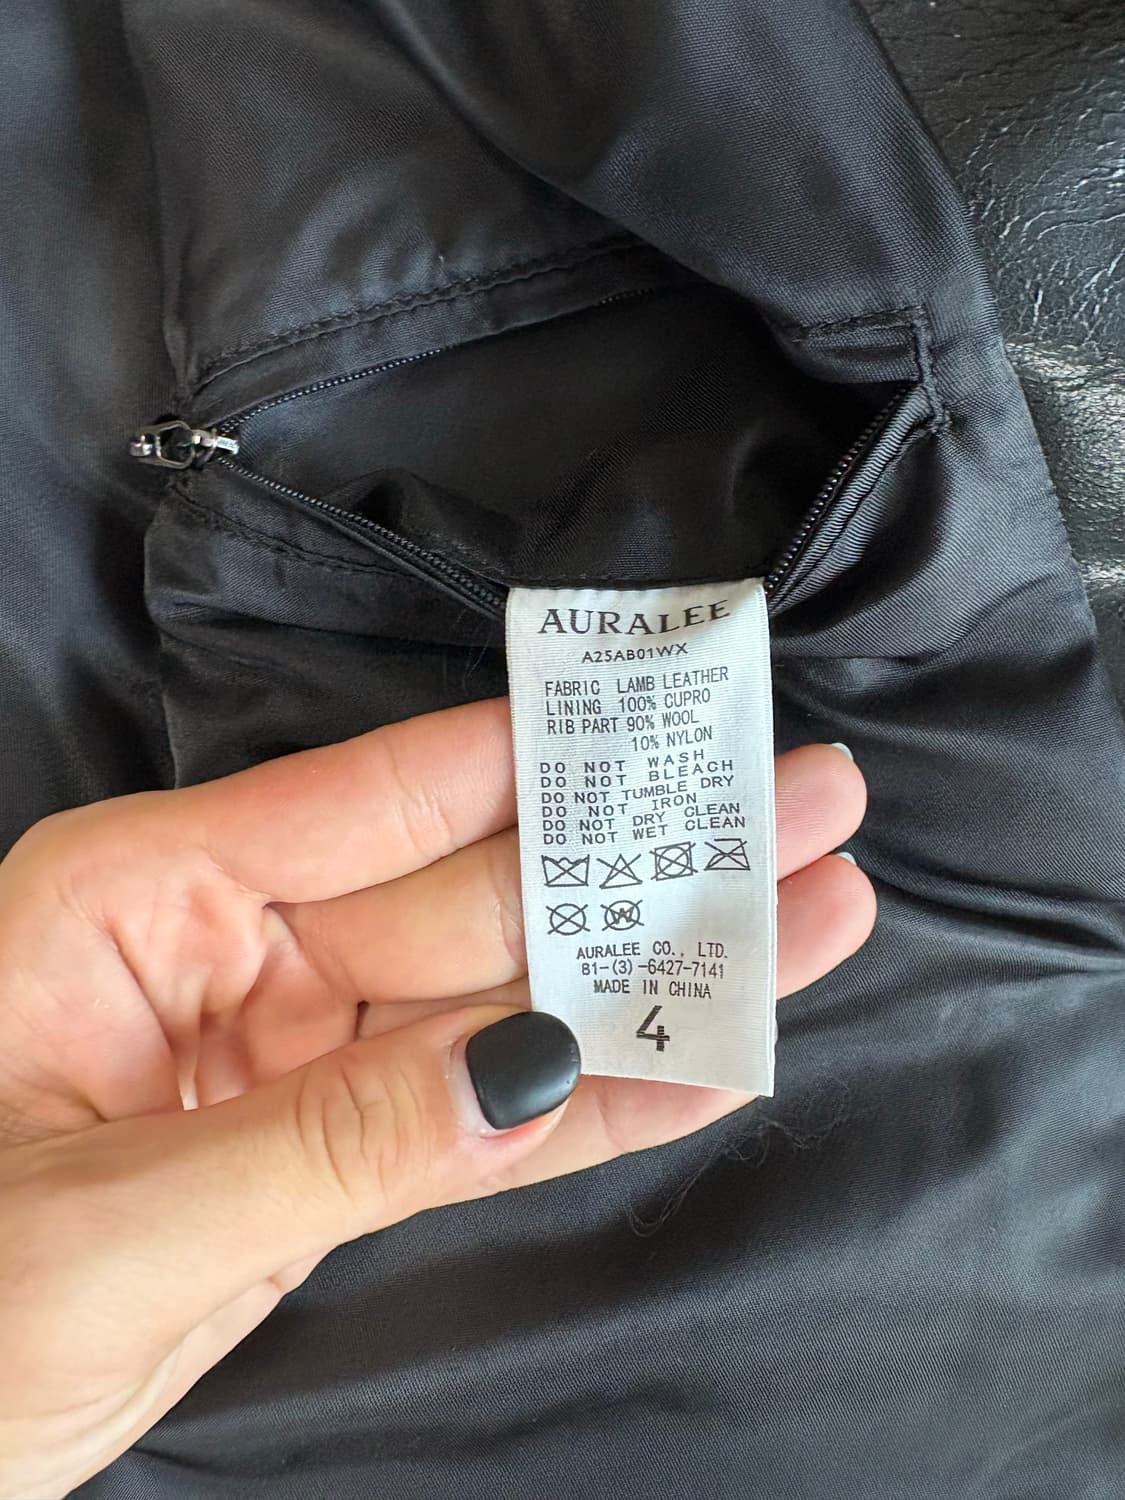 AURALEE
A25AB01WX
FABRIC LAMB LEATHER
LINING 100% CUPRO
RIB PART 90% WOOL
10% NYLON
DO NOT WASH
DO NOT BLEACH
DO NOT TUMBLE DRY
DO NOT IRON
DO NOT DRY CLEAN
DO NOT WET CLEAN
W
AURALEE CO., LTD.
81-(3)-6427-7141
MADE IN CHINA
4